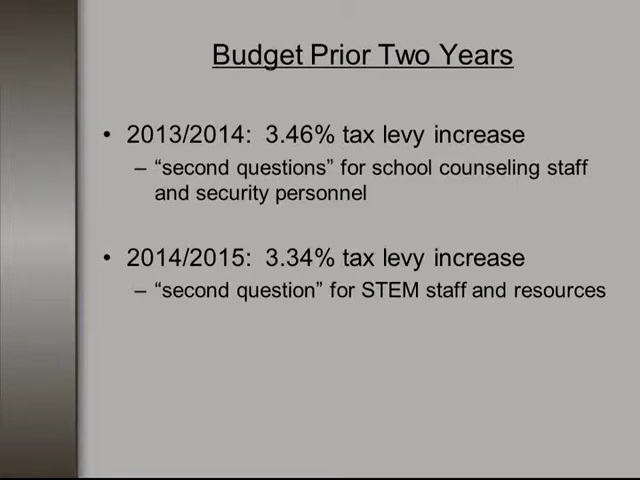 Budget Prior Two Years
• 2013/2014: 3.46% tax levy increase
– “second questions” for school counseling staff
and security personnel
• 2014/2015: 3.34% tax levy increase
– “second question” for STEM staff and resources